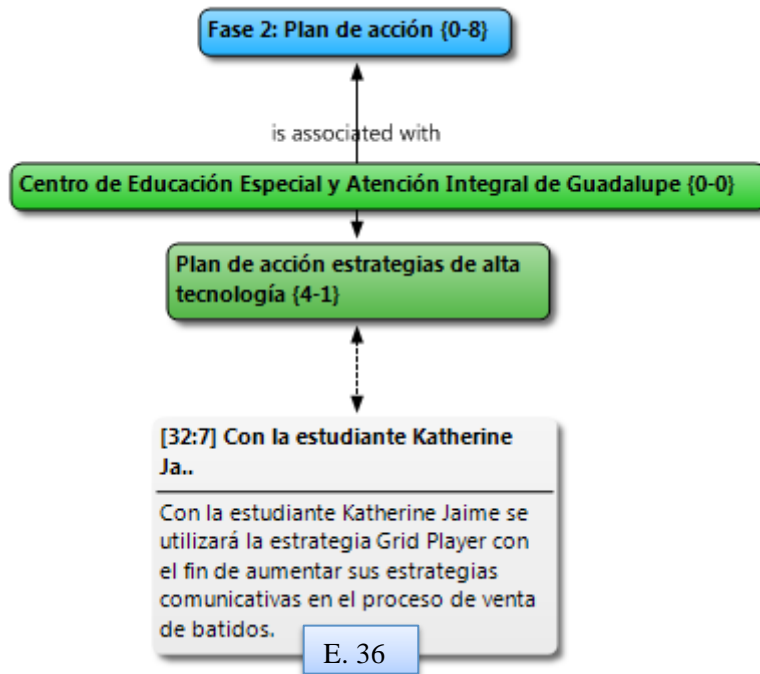 Fase 2: Plan de acción {0-8}
is associated with
Centro de Educación Especial y Atención Integral de Guadalupe {0-0}
Plan de acción estrategias de alta
tecnología {4-1}
[32:7] Con la estudiante Katherine
Ja..
Con la estudiante Katherine Jaime se
utilizará la estrategia Grid Player con
el fin de aumentar sus estrategias
comunicativas en el proceso de venta
de batidos.
E. 36